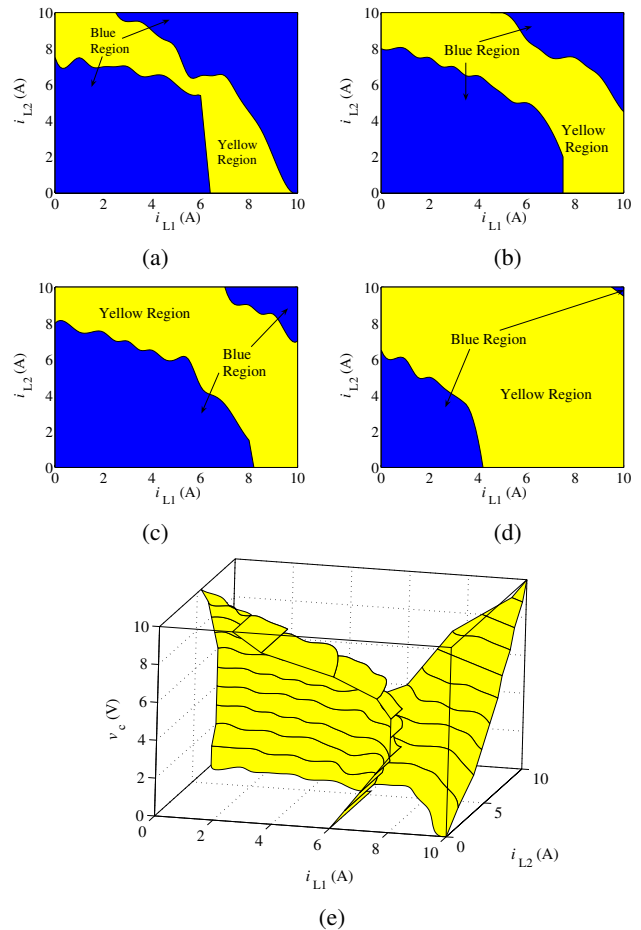 10
8
6
4
2
0
i L2 (A)
Blue
Region
Yellow
Region
0 2 4 6 8 10
i L1 (A)
(a)
10
8
6
4
2
0
i L2 (A)
Blue Region
Yellow
Region
0 2 4 6 8 10
i L1 (A)
(b)
10
8
6
4
2
0
i L2 (A)
Yellow Region
Blue
Region
0 2 4 6 8 10
i L1 (A)
(c)
10
8
6
4
2
0
i L2 (A)
Blue Region
Yellow Region
0 2 4 6 8 10
i L1 (A)
(d)
10
8
6
4
2
0
v c (V)
0 2 4 6 8 10
i L1 (A)
0 5 10
i L2 (A)
(e)